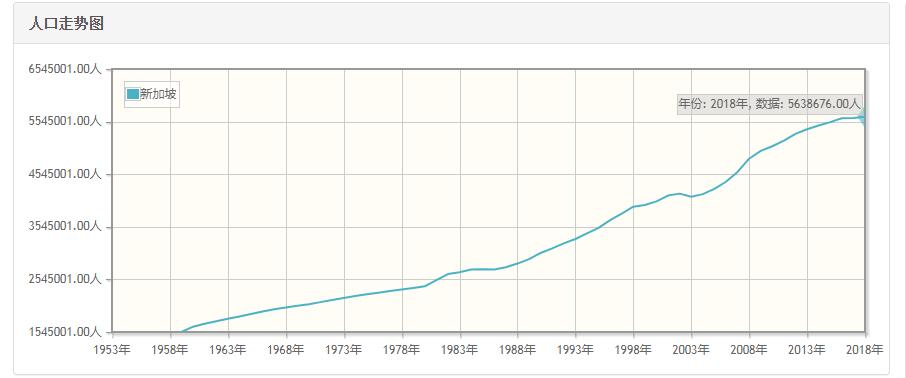 人口走势图
6545001.00人
新加坡
年份: 2018年, 数据: 5638676.00人
5545001.00人
4545001.00人
3545001.00人
2545001.00人
1545001.00人
1953年 1958年 1963年 1968年 1973年 1978年 1983年 1988年 1993年 1998年 2003年 2008年 2013年 2018年